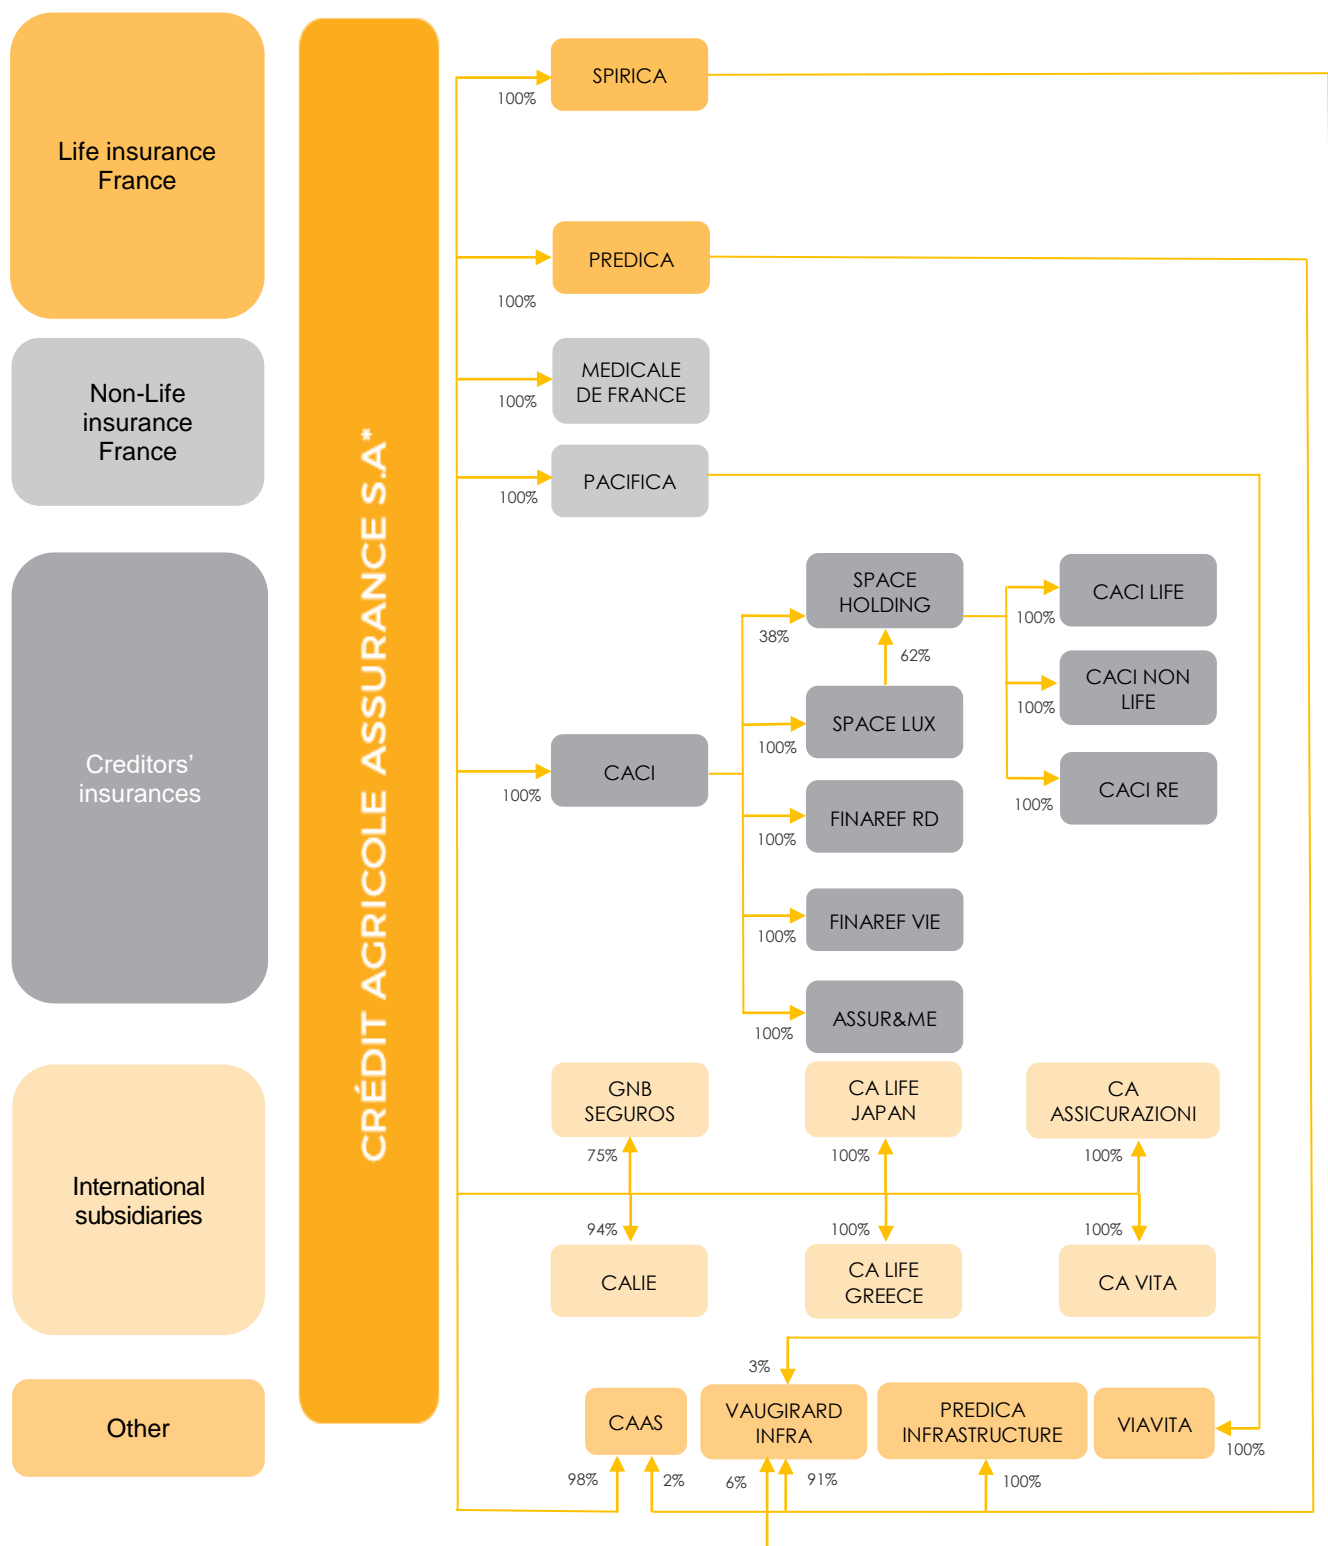 Life insurance
France
Non-Life
insurance
France
Creditors'
insurances
International
subsidiaries
Other
CRÉDIT AGRICOLE ASSURANCE S.A*
SPIRICA
100%
PREDICA
100%
MEDICALE
DE FRANCE
100%
PACIFICA
100%
CACI
100%
SPACE
HOLDING
38%
62%
SPACE LUX
100%
FINAREF RD
100%
FINAREF VIE
100%
ASSUR&ME
100%
CACI LIFE
100%
CACI NON
LIFE
100%
CACI RE
100%
GNB
SEGUROS
75%
CA LIFE
JAPAN
100%
CA
ASSICURAZIONI
100%
94%
CALIE
100%
CA LIFE
GREECE
100%
CA VITA
3%
CAAS
98%
2%
VAUGIRARD
INFRA
6%
91%
PREDICA
INFRASTRUCTURE
100%
VIAVITA
100%